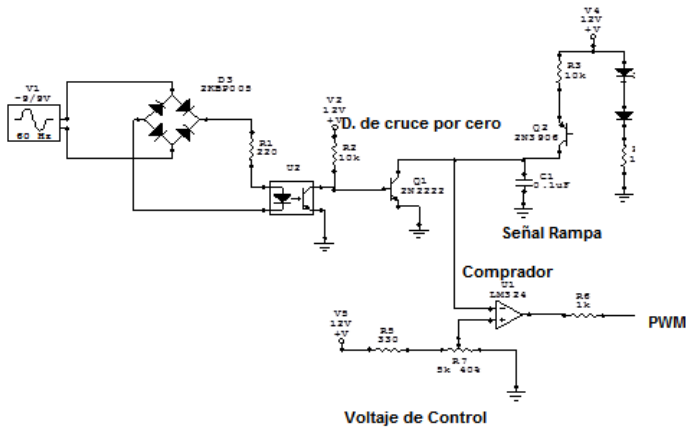 V1
-9/9V
60 Hz
D3
2KBP005
R1
220
U2
V2
12V
+V
D. de cruce por cero
R2
10k
Q1
2N2222
V4
12V
+V
R3
10k
Q2
2N3906
C1
0.1uF
Señal Rampa
Comprador
U1
LM324
R6
1k
PWM
V5
12V
+V
R5
330
R7
5k 40%
Voltaje de Control